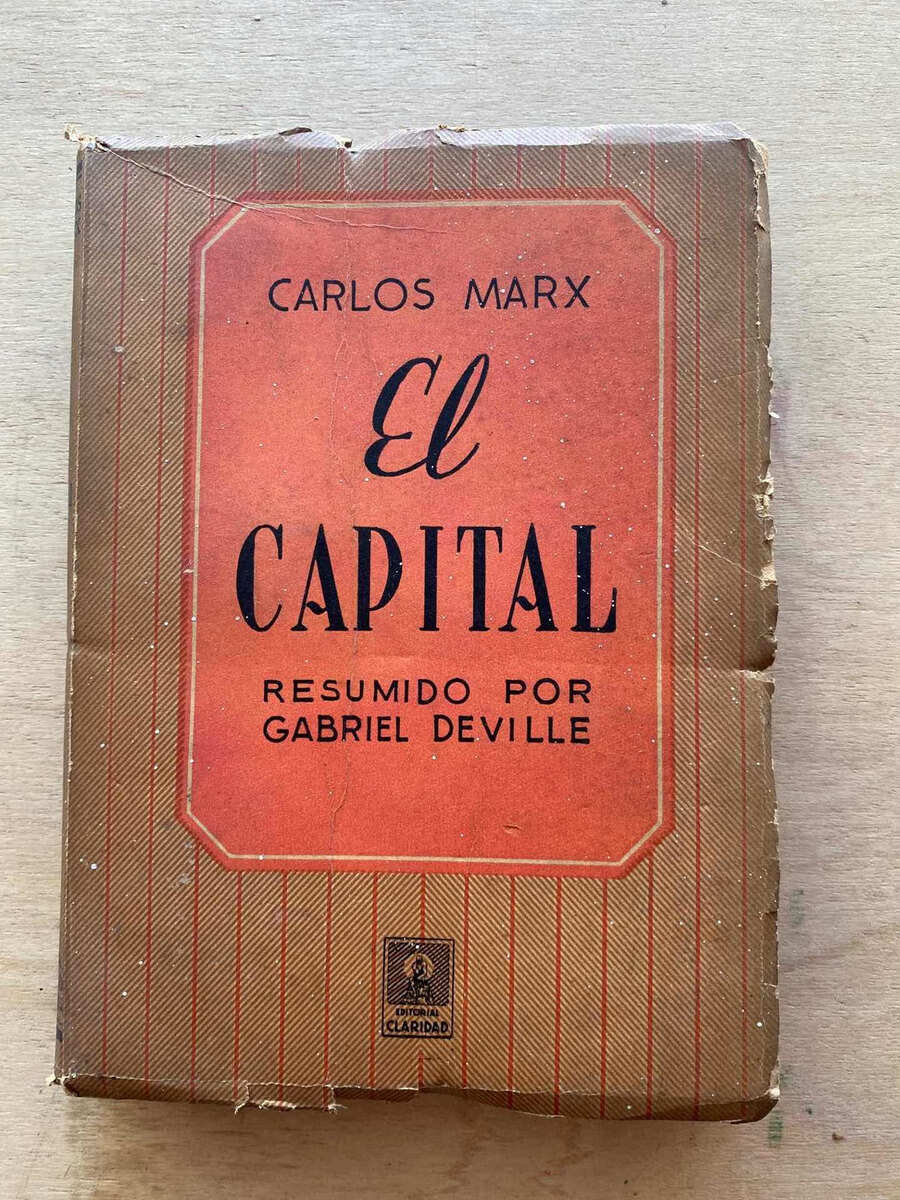 CARLOS MARX
El
CAPITAL
RESUMIDO POR
GABRIEL DEVILLE
EDITORIAL
CLARIDAD